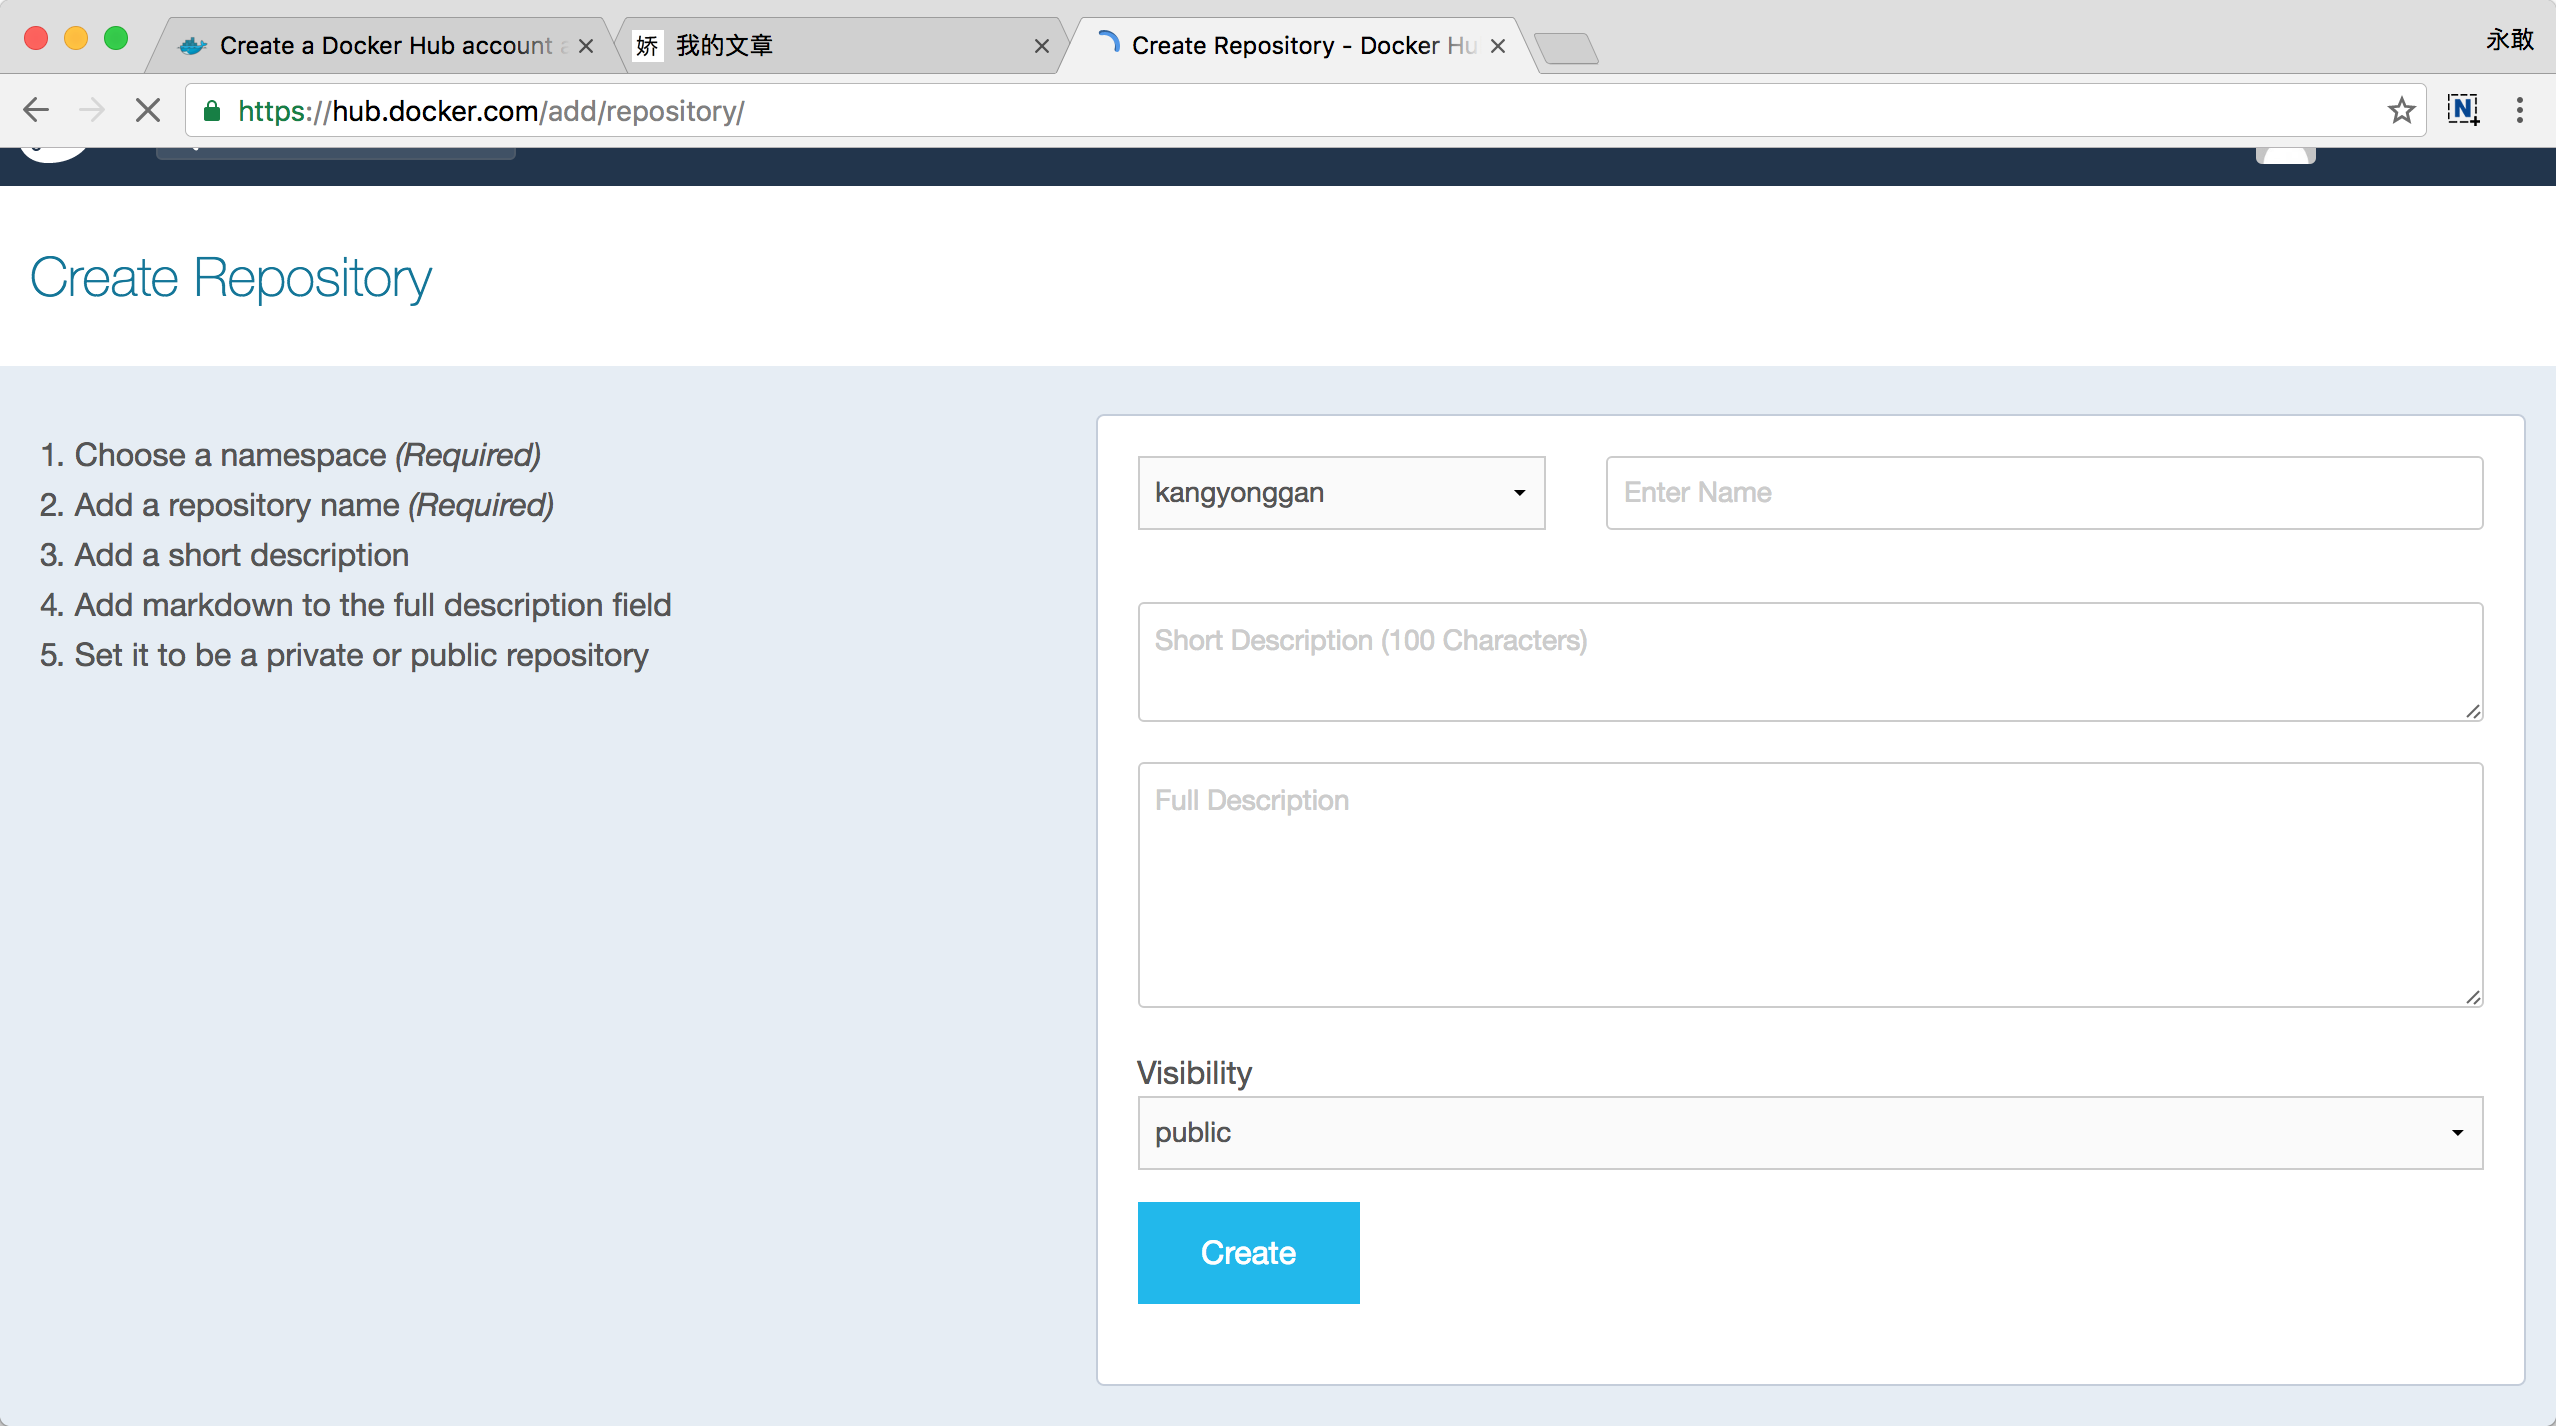 Create a Docker Hub account a
娇 我的文章
Create Repository - Docker Hu
永敢
https://hub.docker.com/add/repository/
N
Create Repository
1. Choose a namespace (Required)
2. Add a repository name (Required)
3. Add a short description
4. Add markdown to the full description field
5. Set it to be a private or public repository
kangyonggan
Enter Name
Short Description (100 Characters)
Full Description
Visibility
public
Create